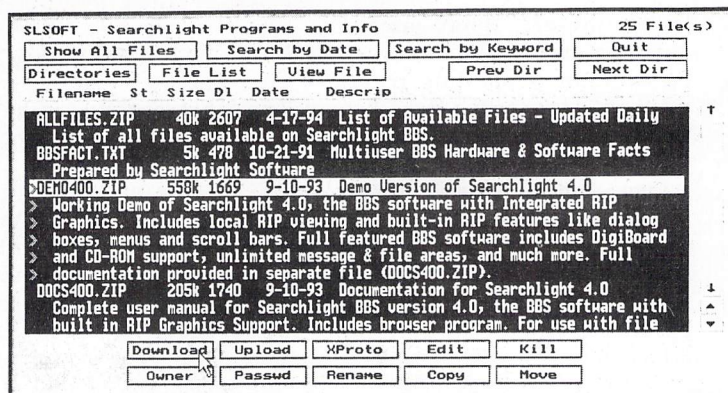 SLSOFT - Searchlight Programs and Info 25 File(s)
Show All Files Search by Date Search by Keyword Quit
Directories File List View File Prev Dir Next Dir
Filename St Size Dl Date Descrip
ALLFILES.ZIP 40k 2607 4-17-94 List of Available Files - Updated Daily
List of all files available on Searchlight BBS.
BBSFACT.TXT 5k 478 10-21-91 Multiuser BBS Hardware & Software Facts
Prepared by Searchlight Software
>DEMO400.ZIP 558k 1669 9-10-93 Demo Version of Searchlight 4.0
> Working Demo of Searchlight 4.0, the BBS software with Integrated RIP
> Graphics. Includes local RIP viewing and built-in RIP features like dialog
> boxes, menus and scroll bars. Full featured BBS software includes DigiBoard
> and CD-ROM support, unlimited message & file areas, and much more. Full
> documentation provided in separate file (DOCS400.ZIP).
DOCS400.ZIP 205k 1740 9-10-93 Documentation for Searchlight 4.0
Complete user manual for Searchlight BBS version 4.0, the BBS software with
built in RIP Graphics Support. Includes browser program. For use with file
Download Upload XProto Edit Kill
Owner Passwd Rename Copy Move